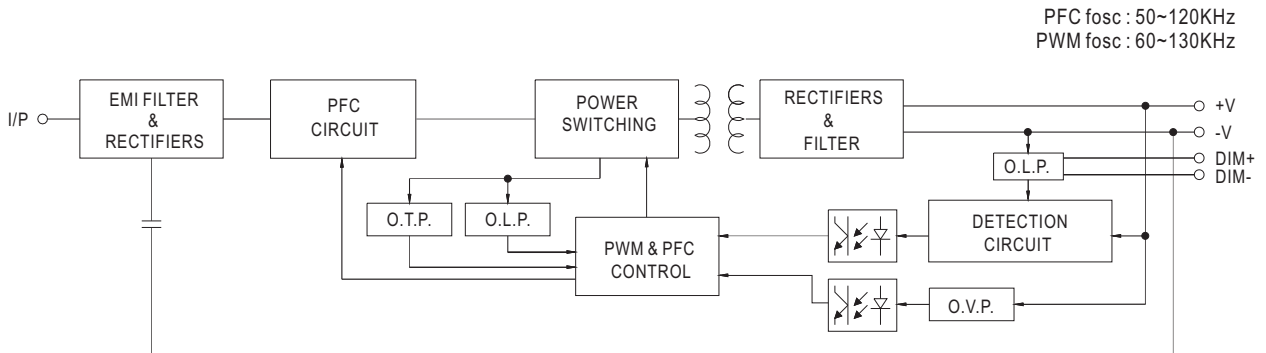 PFC fosc : 50~120KHz
PWM fosc : 60~130KHz
I/P
EMI FILTER
&
RECTIFIERS
PFC
CIRCUIT
POWER
SWITCHING
RECTIFIERS
&
FILTER
+V
-V
DIM+
DIM-
O.L.P.
O.T.P.
O.L.P.
PWM & PFC
CONTROL
DETECTION
CIRCUIT
O.V.P.